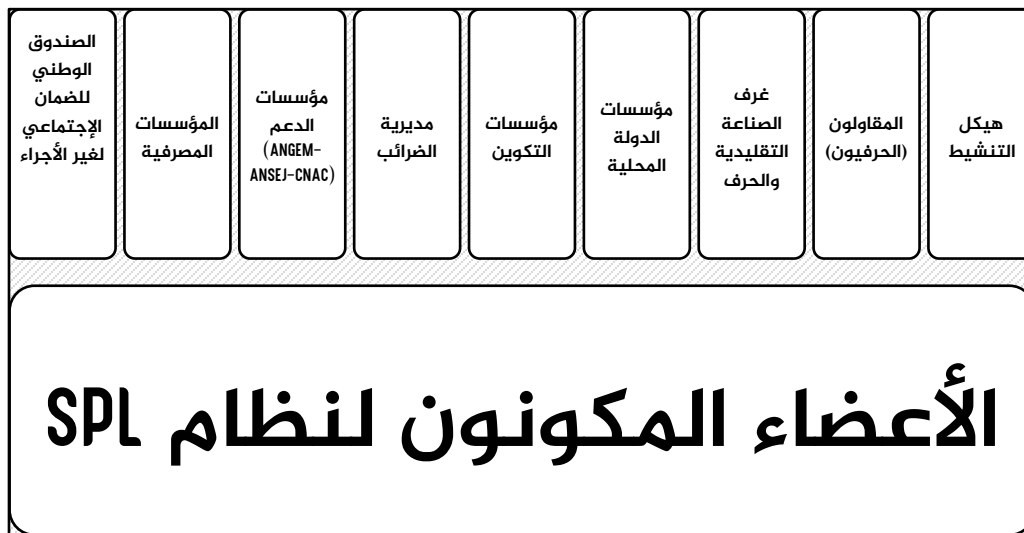 هيكل
التنشيط
المقاولون
(الحرفيون)
غرف
الصناعة
التقليدية
والحرف
مؤسسات
الدولة
المحلية
مؤسسات
التكوين
مديرية
الضرائب
مؤسسات
الدعم
(ANGEM-
ANSEJ-CNAC)
المؤسسات
المصرفية
الصندوق
الوطني
للضمان
الإجتماعي
لغير الأجراء
الأعضاء المكونون لنظام SPL